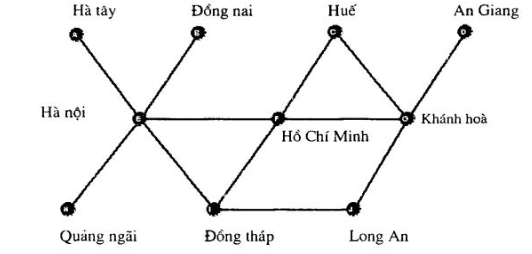 Hà tây Đồng nai Huế An Giang
A B C D
Hà nội E F G Khánh hoà
Hồ Chí Minh
H I J
Quảng ngãi Đồng tháp Long An